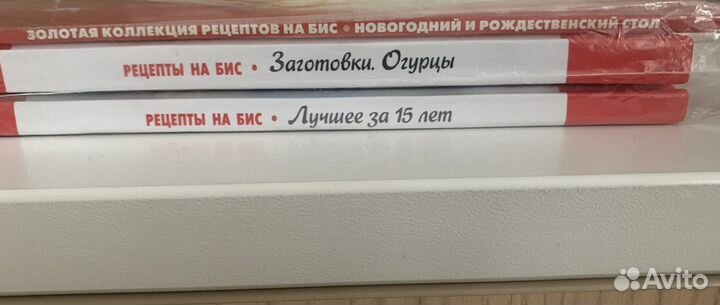 ЗОЛОТАЯ КОЛЛЕКЦИЯ РЕЦЕПТОВ НА БИС • НОВОГОДНИЙ И РОЖДЕСТВЕНСКИЙ СТОЛ
РЕЦЕПТЫ НА БИС • Заготовки. Огурцы
РЕЦЕПТЫ НА БИС • Лучшее за 15 лет
Avito